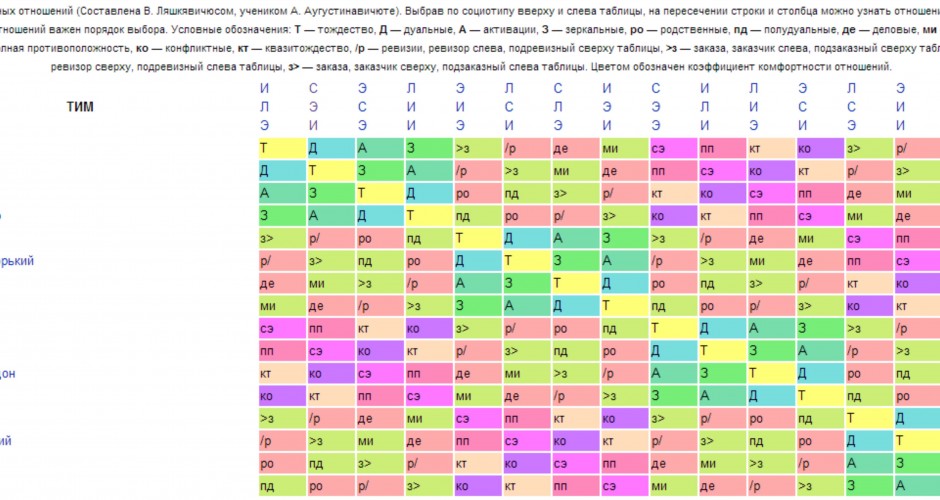 ных отношений (Составлена В. Ляшкявичюсом, учеником А. Аугустинавичюте). Выбрав по социотипу вверху и слева таблицы, на пересечении строки и столбца можно узнать отношени
тношений важен порядок выбора. Условные обозначения: Т — тождество, Д — дуальные, А — активации, З — зеркальные, ро — родственные, пд — полудуальные, де — деловые, ми
лная противоположность, ко — конфликтные, кт — квазитождество, /р — ревизии, ревизор слева, подревизный сверху таблицы, >з — заказа, заказчик слева, подзаказный сверху табл
ревизор сверху, подревизный слева таблицы, з> — заказа, заказчик сверху, подзаказный слева таблицы. Цветом обозначен коэффициент комфортности отношений.
И С Э Л Э Л С И С И Л Э Л Э
ТИМ Л Э С И И С Л Э Э Л И С С И
Э И Э И Э И Э И Э И Э И Э И
Т Д А З >з /р де ми сэ пп кт ко з> р/
Д Т З А /р >з ми де пп сэ ко кт р/ з>
А З Т Д ро пд з> р/ кт ко сэ пп де ми
З А Д Т пд ро р/ з> ко кт пп сэ ми де
з> р/ ро пд Т Д А З >з /р де ми сэ пп
рький р/ з> пд ро Д Т З А /р >з ми де пп сэ
де ми >з /р А З Т Д ро пд з> р/ кт ко
ми де /р >з З А Д Т пд ро р/ з> ко кт
сэ пп кт ко з> р/ ро пд Т Д А З >з /р
пп сэ ко кт р/ з> пд ро Д Т З А /р >з
дон кт ко сэ пп де ми >з /р А З Т Д ро пд
ко кт пп сэ ми де /р >з З А Д Т пд ро
>з /р де ми сэ пп кт ко з> р/ ро пд Т Д
ий /р >з ми де пп сэ ко кт р/ з> пд ро Д Т
ро пд з> р/ кт ко сэ пп де ми >з /р А З
пд ро р/ з> ко кт пп сэ ми де /р >з З А